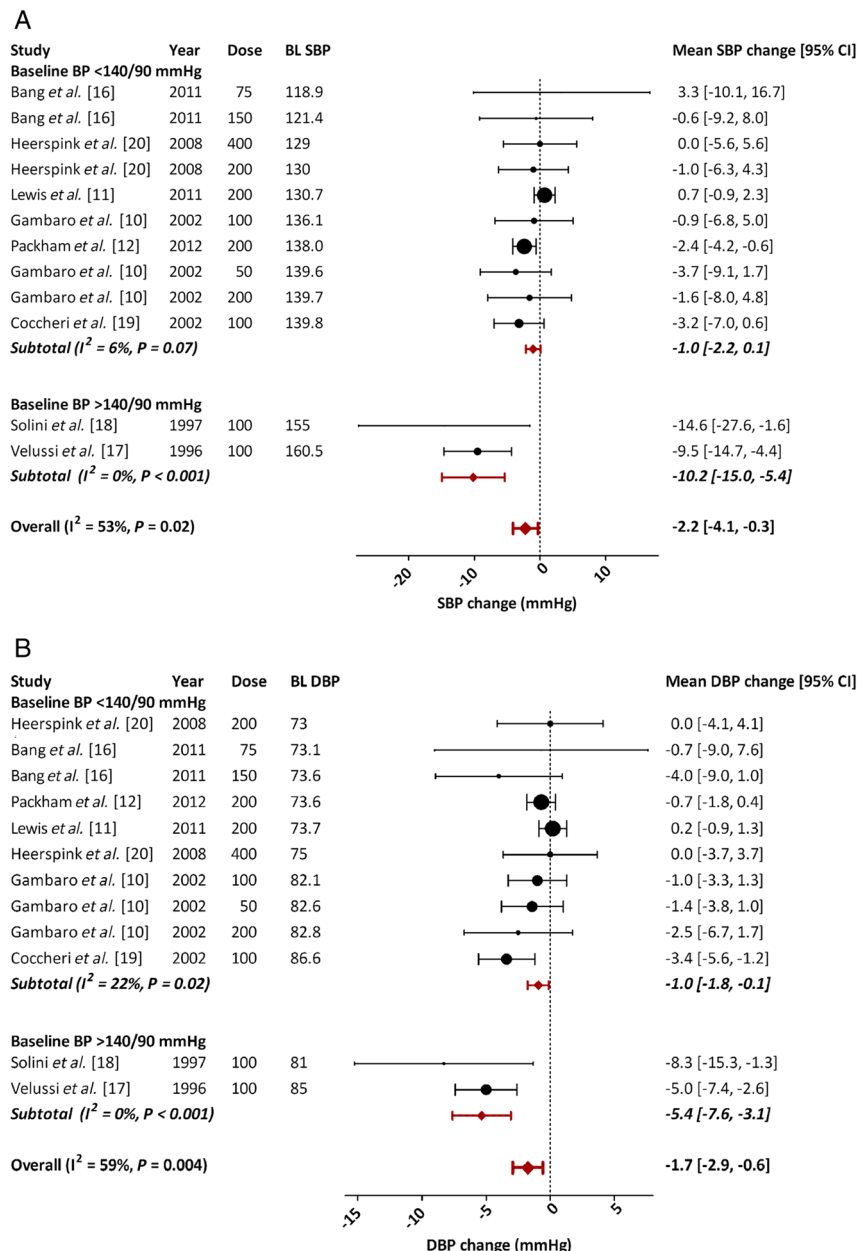 A
Study Year Dose BL SBP Mean SBP change [95% CI]
Baseline BP <140/90 mmHg
Bang et al. [16] 2011 75 118.9 3.3 [-10.1, 16.7]
Bang et al. [16] 2011 150 121.4 -0.6 [-9.2, 8.0]
Heerspink et al. [20] 2008 400 129 0.0 [-5.6, 5.6]
Heerspink et al. [20] 2008 200 130 -1.0 [-6.3, 4.3]
Lewis et al. [11] 2011 200 130.7 0.7 [-0.9, 2.3]
Gambaro et al. [10] 2002 100 136.1 -0.9 [-6.8, 5.0]
Packham et al. [12] 2012 200 138.0 -2.4 [-4.2, -0.6]
Gambaro et al. [10] 2002 50 139.6 -3.7 [-9.1, 1.7]
Gambaro et al. [10] 2002 200 139.7 -1.6 [-8.0, 4.8]
Coccheri et al. [19] 2002 100 139.8 -3.2 [-7.0, 0.6]
Subtotal (I² = 6%, P = 0.07) -1.0 [-2.2, 0.1]
Baseline BP >140/90 mmHg
Solini et al. [18] 1997 100 155 -14.6 [-27.6, -1.6]
Velussi et al. [17] 1996 100 160.5 -9.5 [-14.7, -4.4]
Subtotal (I² = 0%, P < 0.001) -10.2 [-15.0, -5.4]
Overall (I² = 53%, P = 0.02) -2.2 [-4.1, -0.3]
-20 -10 0 10
SBP change (mmHg)
B
Study Year Dose BL DBP Mean DBP change [95% CI]
Baseline BP <140/90 mmHg
Heerspink et al. [20] 2008 200 73 0.0 [-4.1, 4.1]
Bang et al. [16] 2011 75 73.1 -0.7 [-9.0, 7.6]
Bang et al. [16] 2011 150 73.6 -4.0 [-9.0, 1.0]
Packham et al. [12] 2012 200 73.6 -0.7 [-1.8, 0.4]
Lewis et al. [11] 2011 200 73.7 0.2 [-0.9, 1.3]
Heerspink et al. [20] 2008 400 75 0.0 [-3.7, 3.7]
Gambaro et al. [10] 2002 100 82.1 -1.0 [-3.3, 1.3]
Gambaro et al. [10] 2002 50 82.6 -1.4 [-3.8, 1.0]
Gambaro et al. [10] 2002 200 82.8 -2.5 [-6.7, 1.7]
Coccheri et al. [19] 2002 100 86.6 -3.4 [-5.6, -1.2]
Subtotal (I² = 22%, P = 0.02) -1.0 [-1.8, -0.1]
Baseline BP >140/90 mmHg
Solini et al. [18] 1997 100 81 -8.3 [-15.3, -1.3]
Velussi et al. [17] 1996 100 85 -5.0 [-7.4, -2.6]
Subtotal (I² = 0%, P < 0.001) -5.4 [-7.6, -3.1]
Overall (I² = 59%, P = 0.004) -1.7 [-2.9, -0.6]
-15 -10 -5 0 5
DBP change (mmHg)